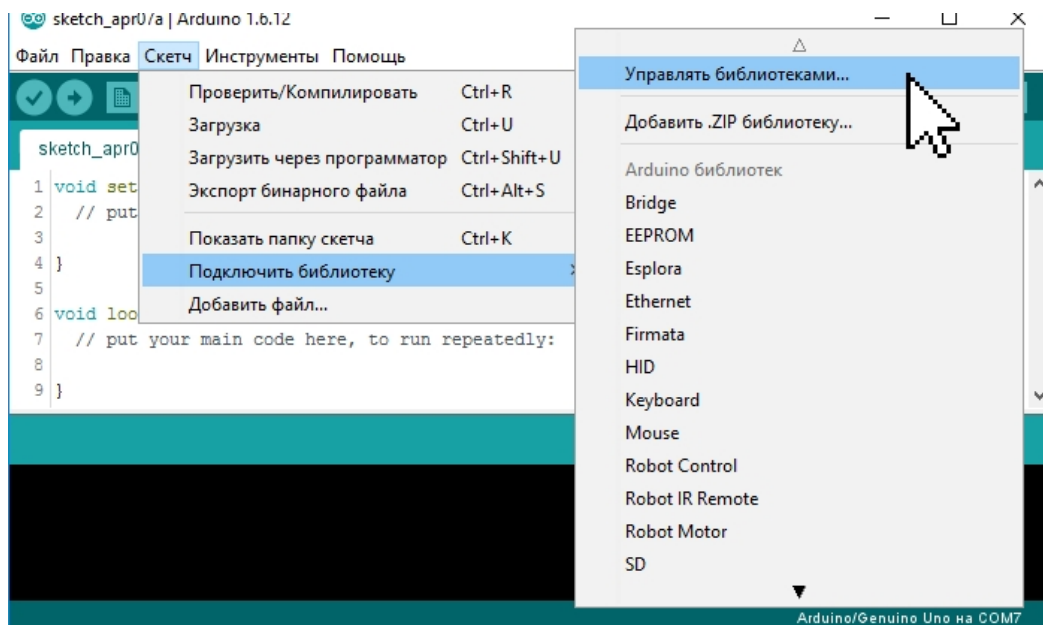 sketch_apr07a | Arduino 1.6.12
Файл Правка Скетч Инструменты Помощь
Проверить/Компилировать Ctrl+R
Загрузка Ctrl+U
Загрузить через программатор Ctrl+Shift+U
Экспорт бинарного файла Ctrl+Alt+S
Показать папку скетча Ctrl+K
Подключить библиотеку
Добавить файл...
Управлять библиотеками...
Добавить .ZIP библиотеку...
Arduino библиотек
Bridge
EEPROM
Esplora
Ethernet
Firmata
HID
Keyboard
Mouse
Robot Control
Robot IR Remote
Robot Motor
SD
sketch_apr0
1 void set
2 // put
3
4 }
5
6 void loo
7 // put your main code here, to run repeatedly:
8
9 }
Arduino/Genuino Uno на COM7